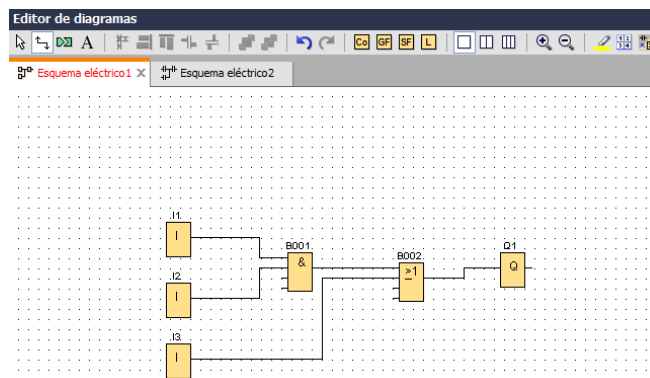 Editor de diagramas
A Co GF SF L
Esquema eléctrico1 X Esquema eléctrico2
I1
I
B001
&
Q1
Q
B002
≥1
I2
I
I3
I